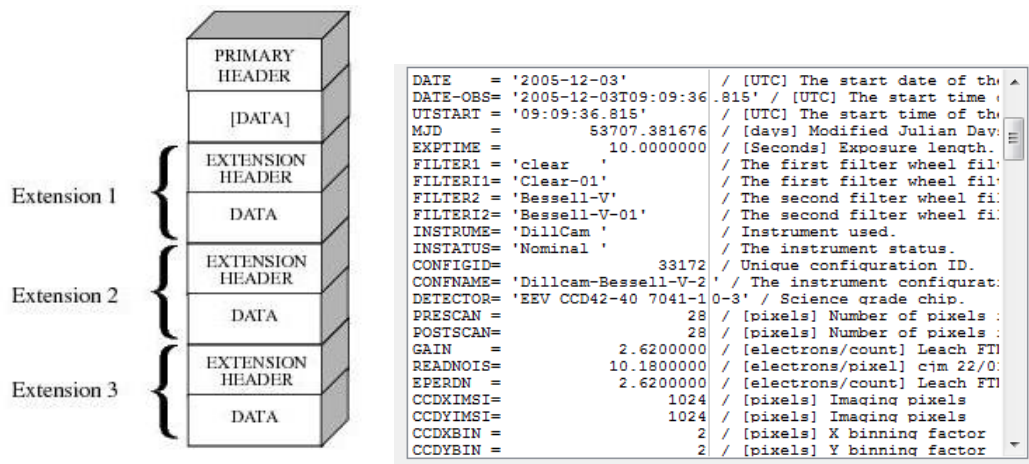 PRIMARY
HEADER
[DATA]
Extension 1
EXTENSION
HEADER
DATA
Extension 2
EXTENSION
HEADER
DATA
Extension 3
EXTENSION
HEADER
DATA
DATE = '2005-12-03' / [UTC] The start date of the
DATE-OBS= '2005-12-03T09:09:36.815' / [UTC] The start time
UTSTART = '09:09:36.815' / [UTC] The start time of the
MJD = 53707.381676 / [days] Modified Julian Day
EXPTIME = 10.0000000 / [Seconds] Exposure length.
FILTER1 = 'clear ' / The first filter wheel fil
FILTERI1= 'Clear-01' / The first filter wheel fil
FILTER2 = 'Bessell-V' / The second filter wheel fi
FILTERI2= 'Bessell-V-01' / The second filter wheel fi
INSTRUME= 'DillCam ' / Instrument used.
INSTATUS= 'Nominal ' / The instrument status.
CONFIGID= 33172 / Unique configuration ID.
CONFNAME= 'Dillcam-Bessell-V-2' / The instrument configurat
DETECTOR= 'EEV CCD42-40 7041-10-3' / Science grade chip.
PRESCAN = 28 / [pixels] Number of pixels
POSTSCAN= 28 / [pixels] Number of pixels
GAIN = 2.6200000 / [electrons/count] Leach FT
READNOIS= 10.1800000 / [electrons/pixel] cjm 22/0
EPERDN = 2.6200000 / [electrons/count] Leach FT
CCDXIMSI= 1024 / [pixels] Imaging pixels
CCDYIMSI= 1024 / [pixels] Imaging pixels
CCDXBIN = 2 / [pixels] X binning factor
CCDYBIN = 2 / [pixels] Y binning factor